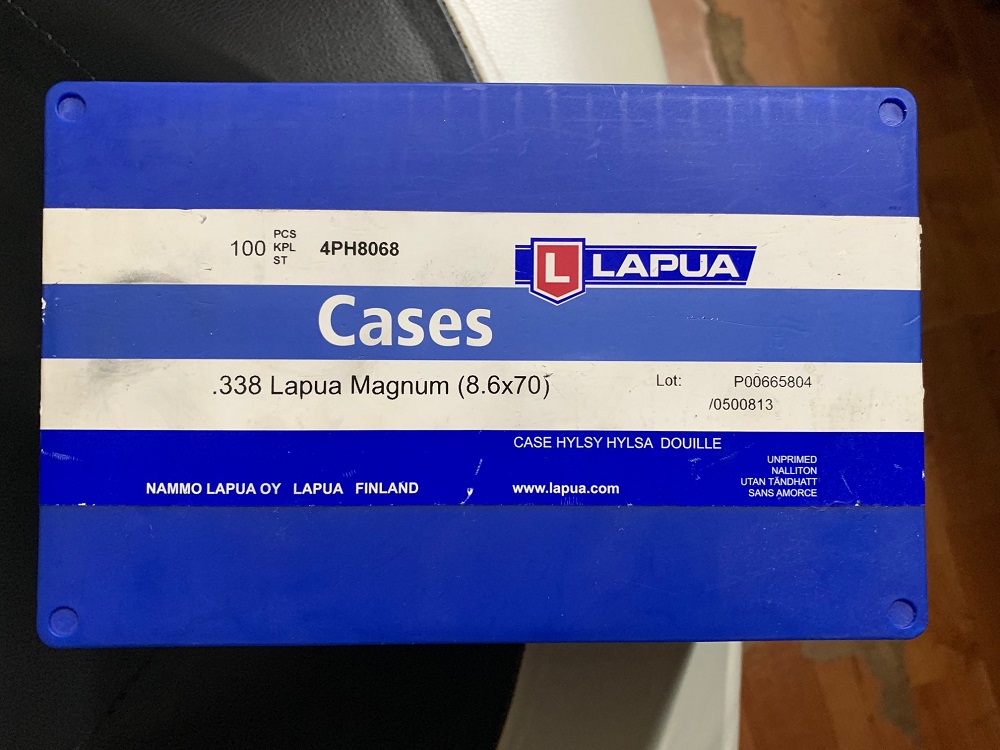 100 PCS KPL ST 4PH8068
L LAPUA
Cases
.338 Lapua Magnum (8.6x70)
Lot: P00665804
/0500813
CASE HYLSY HYLSA DOUILLE
UNPRIMED
NALLITON
UTAN TÄNDHATT
SANS AMORCE
NAMMO LAPUA OY LAPUA FINLAND
www.lapua.com